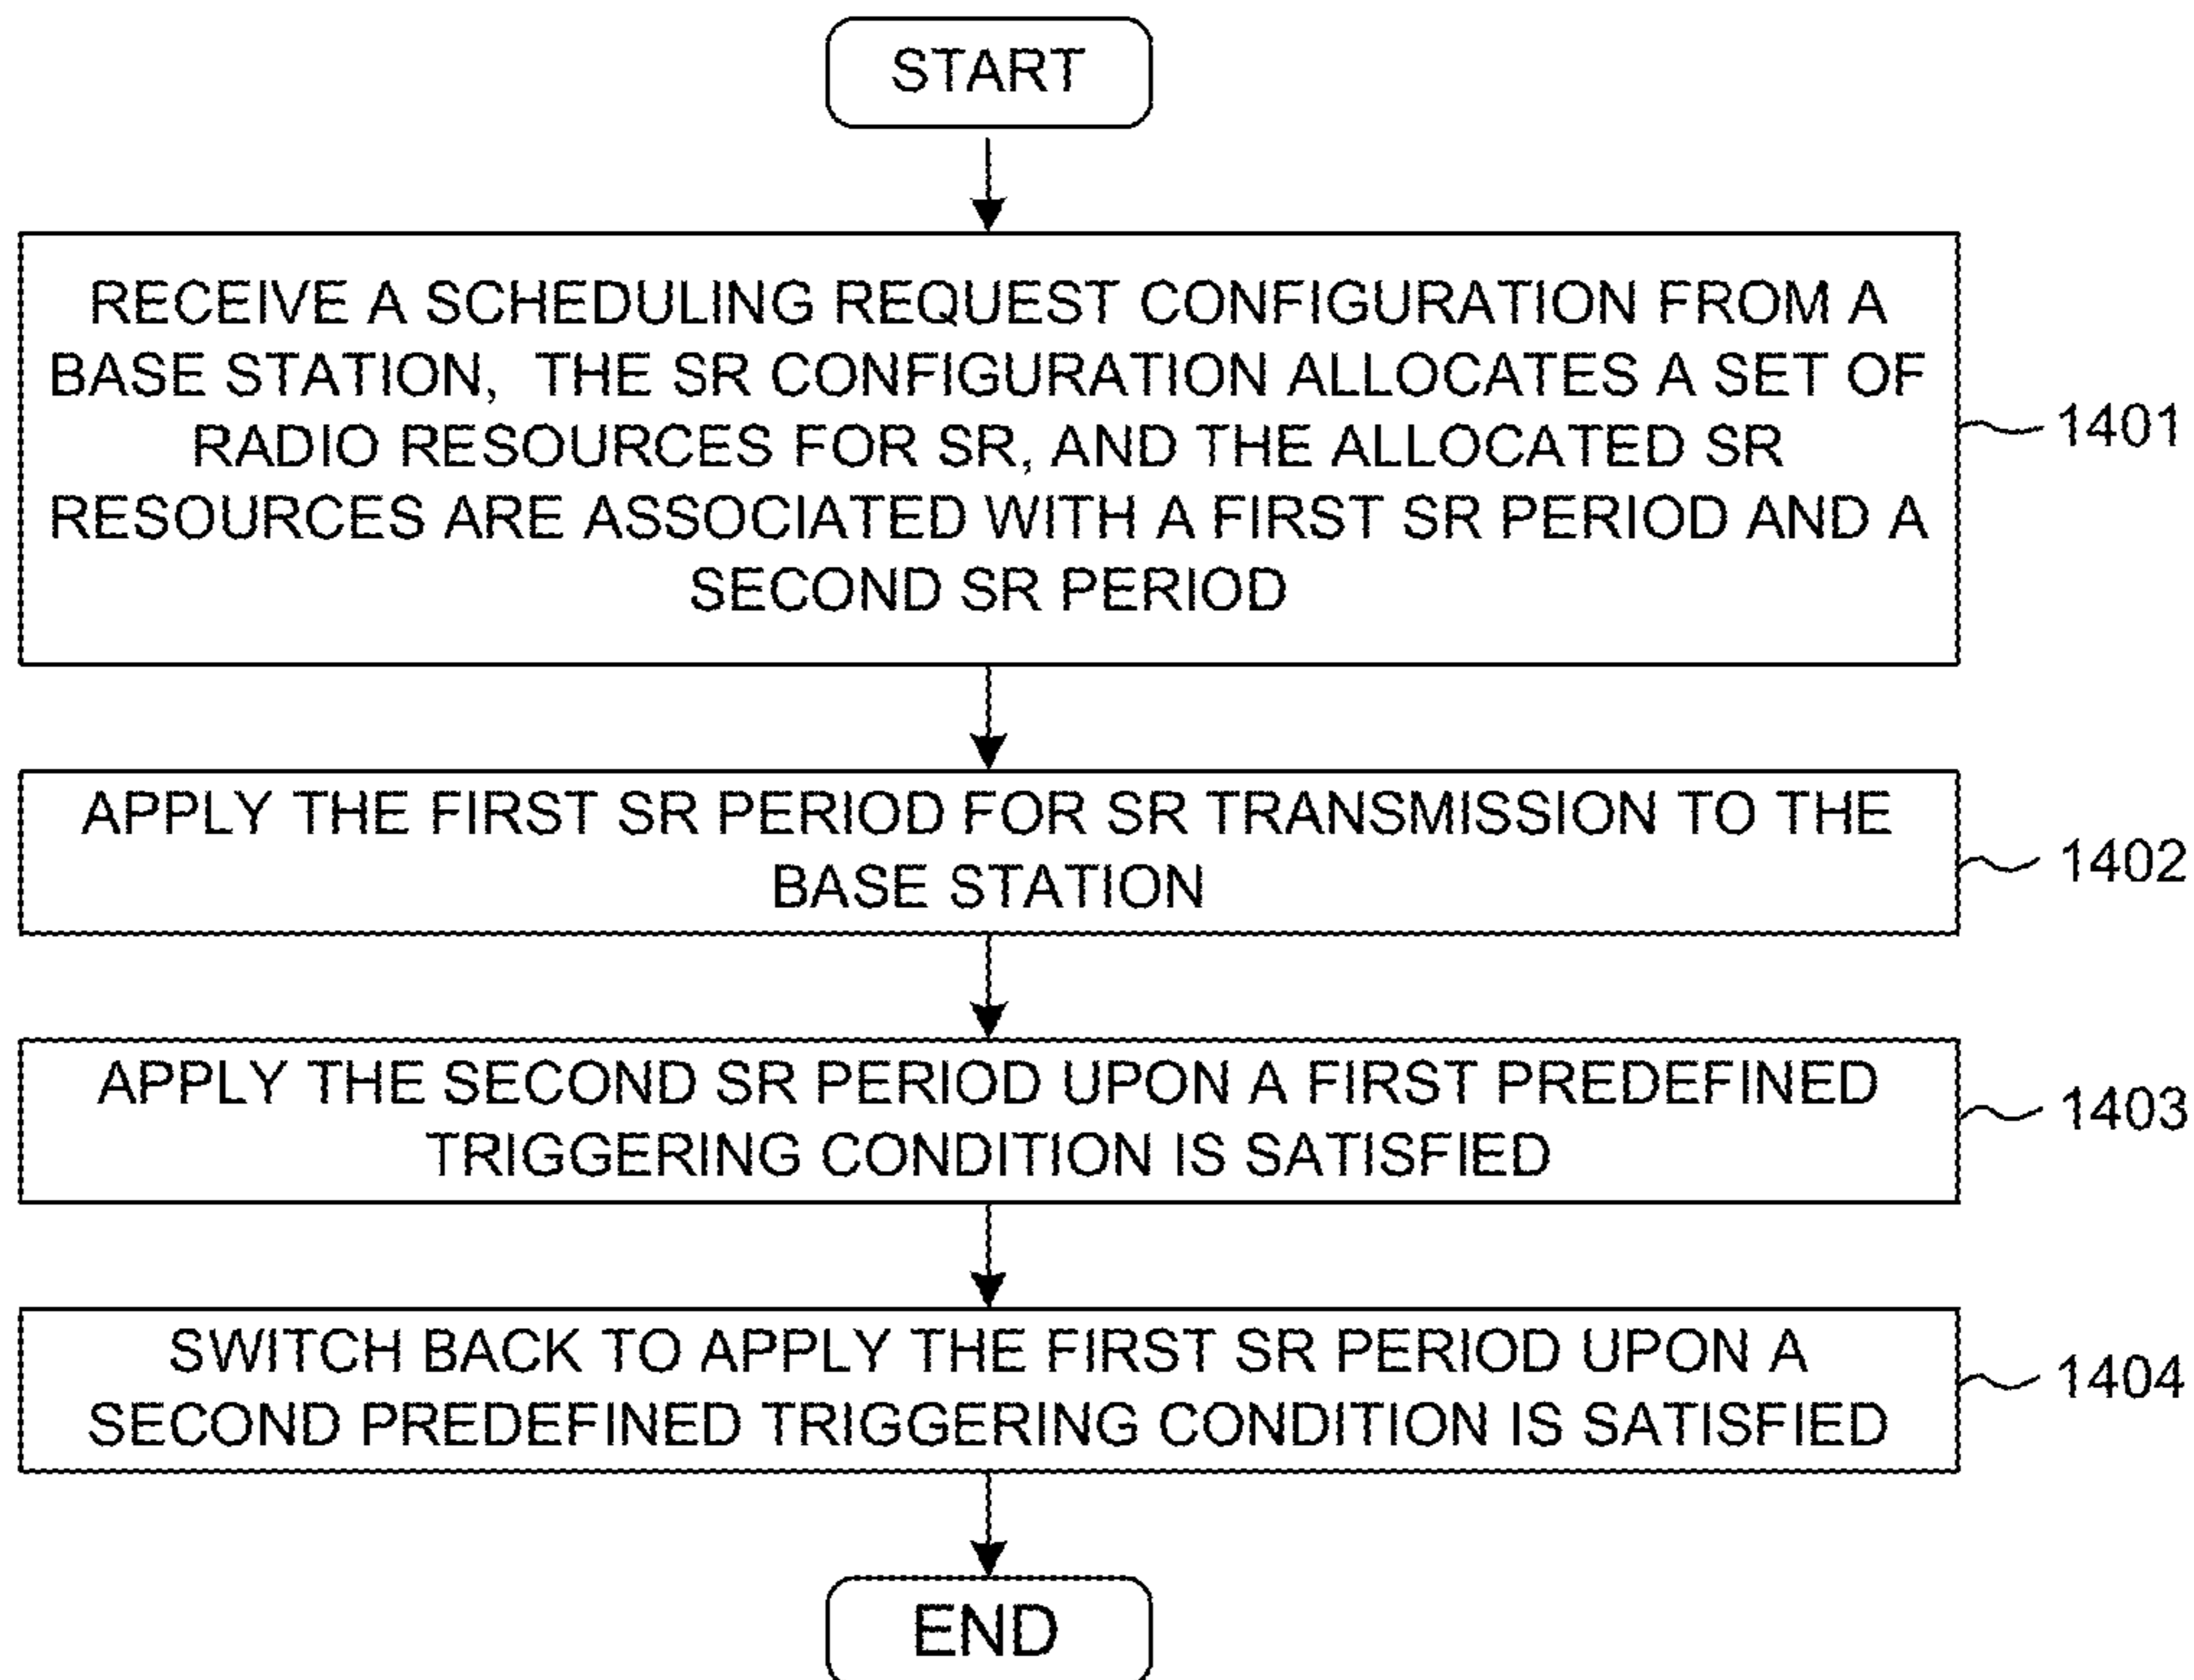 START
RECEIVE A SCHEDULING REQUEST CONFIGURATION FROM A
BASE STATION, THE SR CONFIGURATION ALLOCATES A SET OF
RADIO RESOURCES FOR SR, AND THE ALLOCATED SR
RESOURCES ARE ASSOCIATED WITH A FIRST SR PERIOD AND A
SECOND SR PERIOD
1401
APPLY THE FIRST SR PERIOD FOR SR TRANSMISSION TO THE
BASE STATION
1402
APPLY THE SECOND SR PERIOD UPON A FIRST PREDEFINED
TRIGGERING CONDITION IS SATISFIED
1403
SWITCH BACK TO APPLY THE FIRST SR PERIOD UPON A
SECOND PREDEFINED TRIGGERING CONDITION IS SATISFIED
1404
END